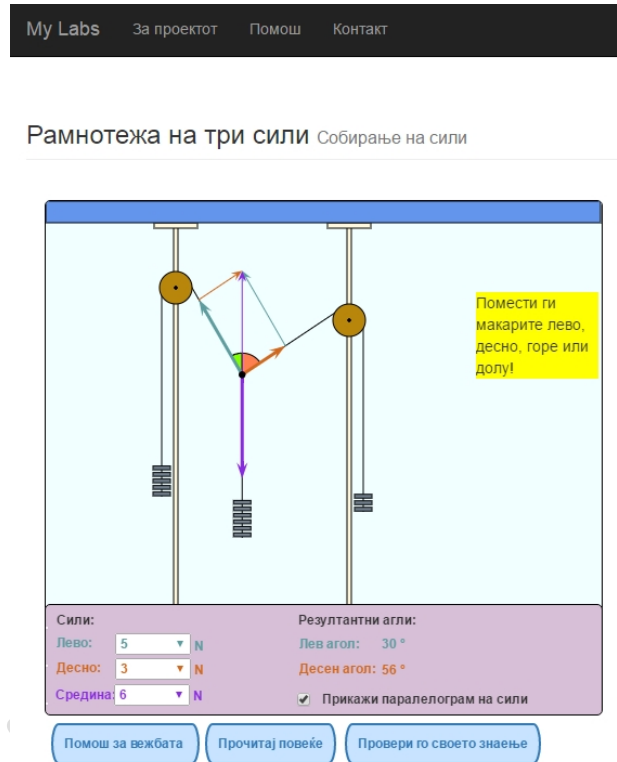 My Labs За проектот Помош Контакт
Рамнотежа на три сили Собирање на сили
Помести ги
макарите лево,
десно, горе или
долу!
Сили: Резултантни агли:
Лево: 5 N Лев агол: 30 °
Десно: 3 N Десен агол: 56 °
Средина: 6 N Прикажи паралелограм на сили
Помош за вежбата Прочитај повеќе Провери го своето знаење